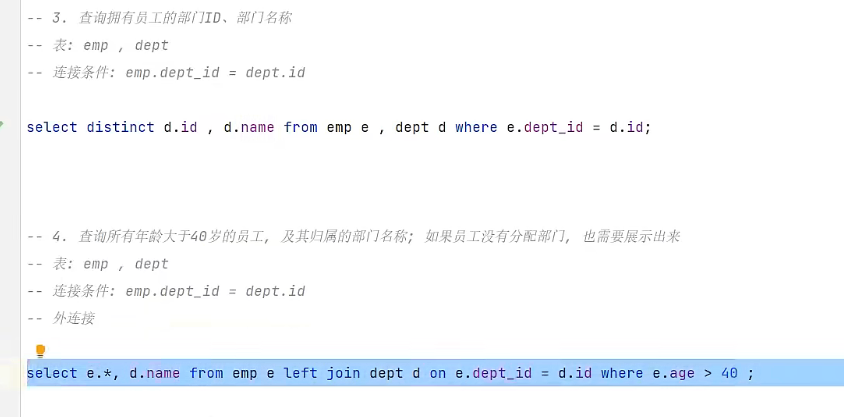 -- 3. 查询拥有员工的部门ID、部门名称
-- 表: emp , dept
-- 连接条件: emp.dept_id = dept.id
select distinct d.id , d.name from emp e , dept d where e.dept_id = d.id;
-- 4. 查询所有年龄大于40岁的员工, 及其归属的部门名称; 如果员工没有分配部门, 也需要展示出来
-- 表: emp , dept
-- 连接条件: emp.dept_id = dept.id
-- 外连接
select e.*, d.name from emp e left join dept d on e.dept_id = d.id where e.age > 40 ;